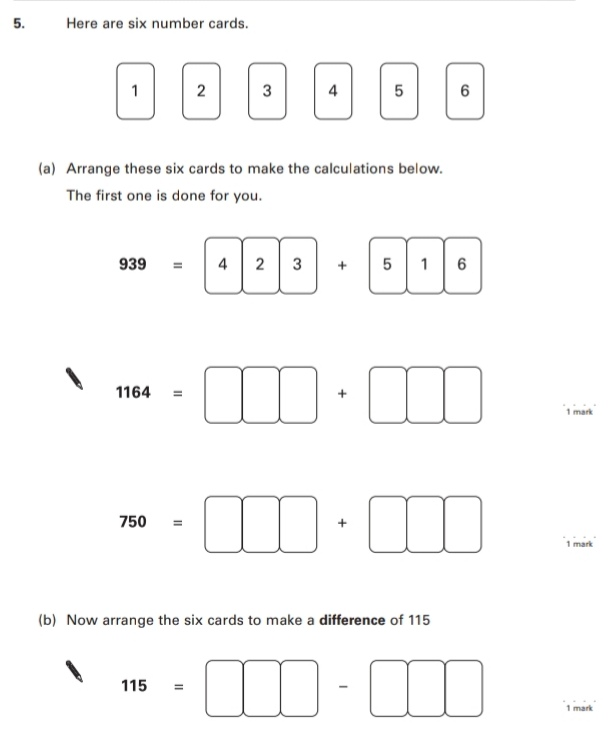 5. Here are six number cards.
1 2 3 4 5 6
(a) Arrange these six cards to make the calculations below.
The first one is done for you.
939 = 4 2 3 + 5 1 6
1164 = +
1 mark
750 = +
1 mark
(b) Now arrange the six cards to make a difference of 115
115 = −
1 mark